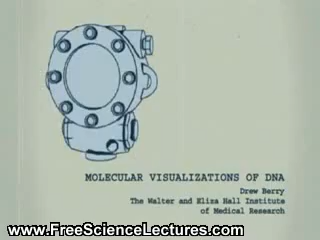 MOLECULAR VISUALIZATIONS OF DNA
Drew Berry
The Walter and Eliza Hall Institute
of Medical Research
www.FreeScienceLectures.com